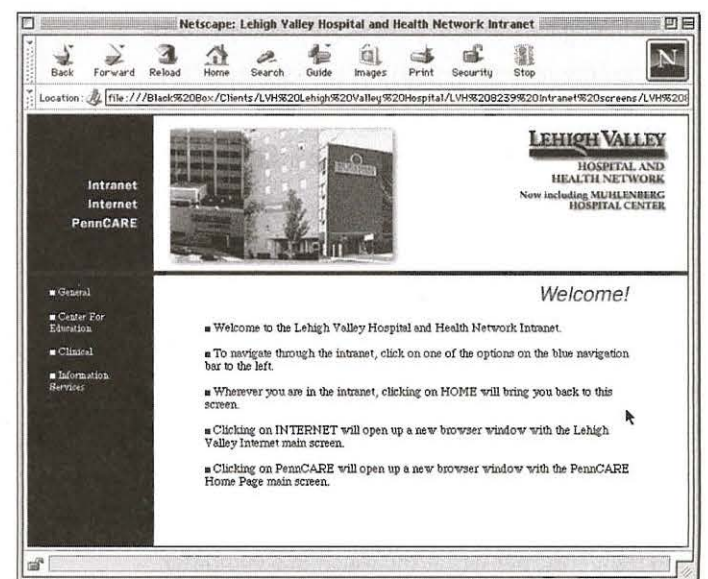 Netscape: Lehigh Valley Hospital and Health Network Intranet
Back Forward Reload Home Search Guide Images Print Security Stop
N
Location: file:///Black%20Box/Clients/LVH%20Lehigh%20Valley%20Hospital/LVH%208239%20Intranet%20screens/LVH%208
LEHIGH VALLEY
HOSPITAL AND
HEALTH NETWORK
Now including MUHLENBERG
HOSPITAL CENTER
Intranet
Internet
PennCARE
■ General
■ Center For
Education
■ Clinical
■ Information
Services
Welcome!
■ Welcome to the Lehigh Valley Hospital and Health Network Intranet.
■ To navigate through the intranet, click on one of the options on the blue navigation
bar to the left.
■ Wherever you are in the intranet, clicking on HOME will bring you back to this
screen.
■ Clicking on INTERNET will open up a new browser window with the Lehigh
Valley Internet main screen.
■ Clicking on PennCARE will open up a new browser window with the PennCARE
Home Page main screen.